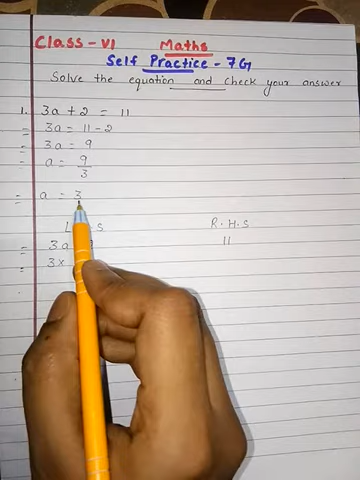 Class - VI Maths
Self Practice - 7G
Solve the equation and check your answer
1. 3a + 2 = 11
= 3a = 11 - 2
= 3a = 9
= a = 9/3
= a = 3
L S R.H.S
= 3a 11
= 3×